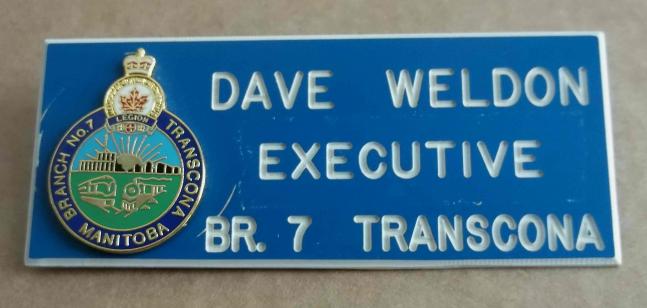 LEGION
BRANCH No.7 TRANSCONA
MANITOBA
DAVE WELDON
EXECUTIVE
BR. 7 TRANSCONA